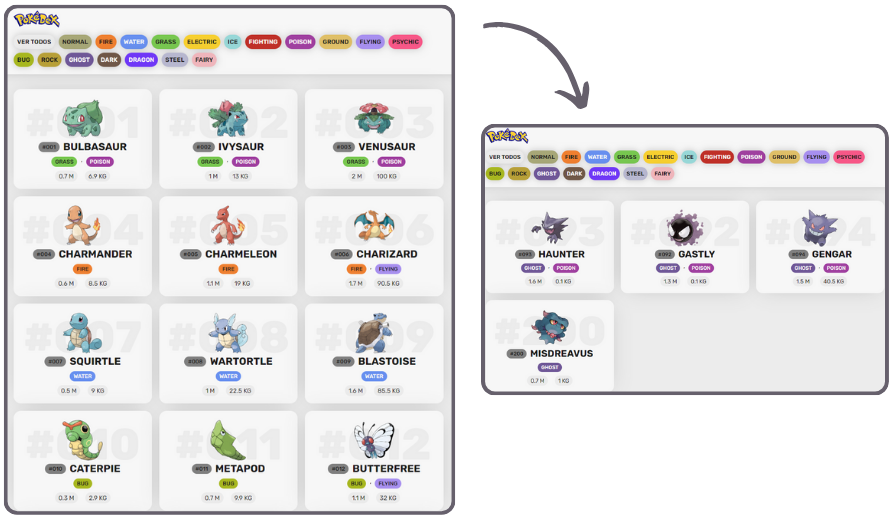 POKéDEX
VER TODOS NORMAL FIRE WATER GRASS ELECTRIC ICE FIGHTING POISON GROUND FLYING PSYCHIC
BUG ROCK GHOST DARK DRAGON STEEL FAIRY
#001 #002 #003
#001 BULBASAUR #002 IVYSAUR #003 VENUSAUR
GRASS · POISON GRASS · POISON GRASS · POISON
0.7 M 6.9 KG 1 M 13 KG 2 M 100 KG
#004 #005 #006
#004 CHARMANDER #005 CHARMELEON #006 CHARIZARD
FIRE FIRE FIRE · FLYING
0.6 M 8.5 KG 1.1 M 19 KG 1.7 M 90.5 KG
#007 #008 #009
#007 SQUIRTLE #008 WARTORTLE #009 BLASTOISE
WATER WATER WATER
0.5 M 9 KG 1 M 22.5 KG 1.6 M 85.5 KG
#010 #011 #012
#010 CATERPIE #011 METAPOD #012 BUTTERFREE
BUG BUG BUG · FLYING
0.3 M 2.9 KG 0.7 M 9.9 KG 1.1 M 32 KG
POKéDEX
VER TODOS NORMAL FIRE WATER GRASS ELECTRIC ICE FIGHTING POISON GROUND FLYING PSYCHIC
BUG ROCK GHOST DARK DRAGON STEEL FAIRY
#093 #092 #094
#093 HAUNTER #092 GASTLY #094 GENGAR
GHOST · POISON GHOST · POISON GHOST · POISON
1.6 M 0.1 KG 1.3 M 0.1 KG 1.5 M 40.5 KG
#200
#200 MISDREAVUS
GHOST
0.7 M 1 KG